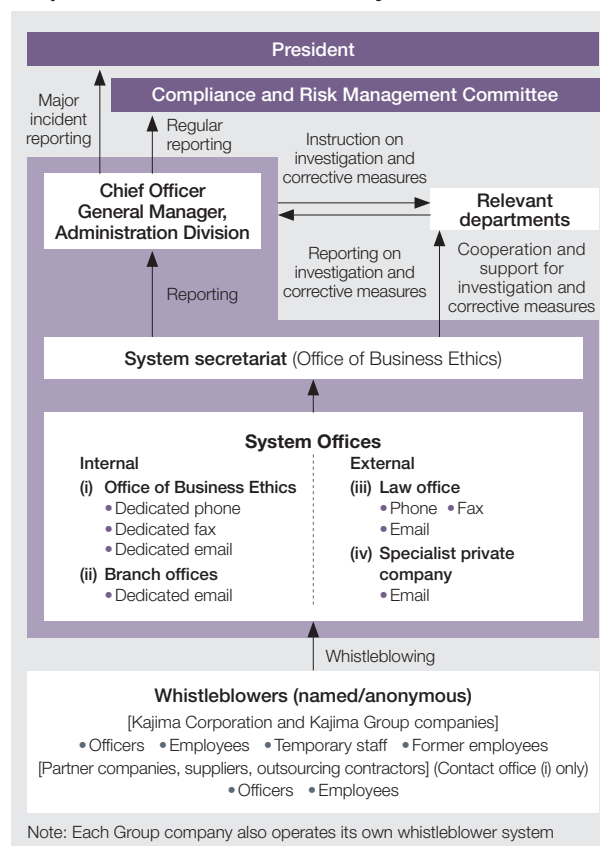 President
Compliance and Risk Management Committee
Major
incident
reporting
Regular
reporting
Instruction on
investigation and
corrective measures
Chief Officer
General Manager,
Administration Division
Relevant
departments
Reporting on
investigation and
corrective measures
Cooperation and
support for
investigation and
corrective measures
Reporting
System secretariat (Office of Business Ethics)
System Offices
Internal
(i) Office of Business Ethics
• Dedicated phone
• Dedicated fax
• Dedicated email
(ii) Branch offices
• Dedicated email
External
(iii) Law office
• Phone • Fax
• Email
(iv) Specialist private
company
• Email
Whistleblowing
Whistleblowers (named/anonymous)
[Kajima Corporation and Kajima Group companies]
• Officers • Employees • Temporary staff • Former employees
[Partner companies, suppliers, outsourcing contractors] (Contact office (i) only)
• Officers • Employees
Note: Each Group company also operates its own whistleblower system